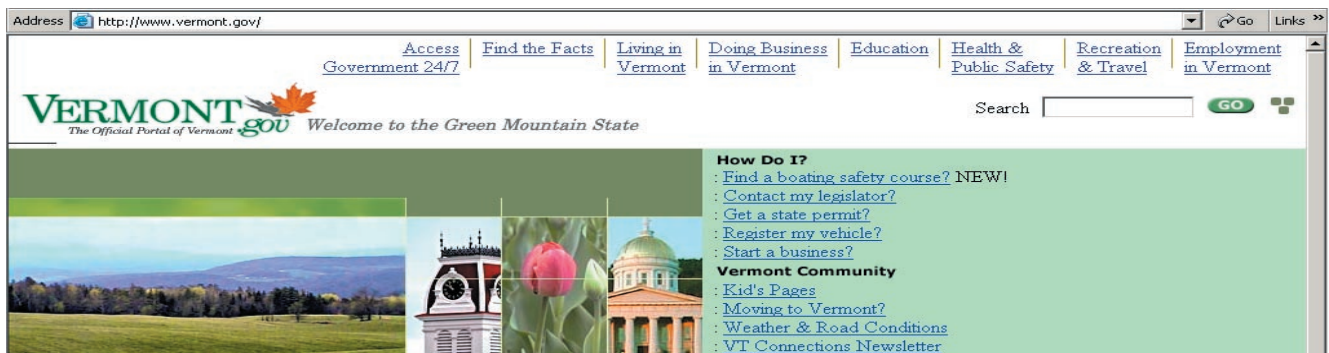 Address http://www.vermont.gov/ Go Links »
Access Government 24/7
Find the Facts
Living in Vermont
Doing Business in Vermont
Education
Health & Public Safety
Recreation & Travel
Employment in Vermont
VERMONT.gov
The Official Portal of Vermont
Welcome to the Green Mountain State
Search GO
How Do I?
: Find a boating safety course? NEW!
: Contact my legislator?
: Get a state permit?
: Register my vehicle?
: Start a business?
Vermont Community
: Kid's Pages
: Moving to Vermont?
: Weather & Road Conditions
: VT Connections Newsletter